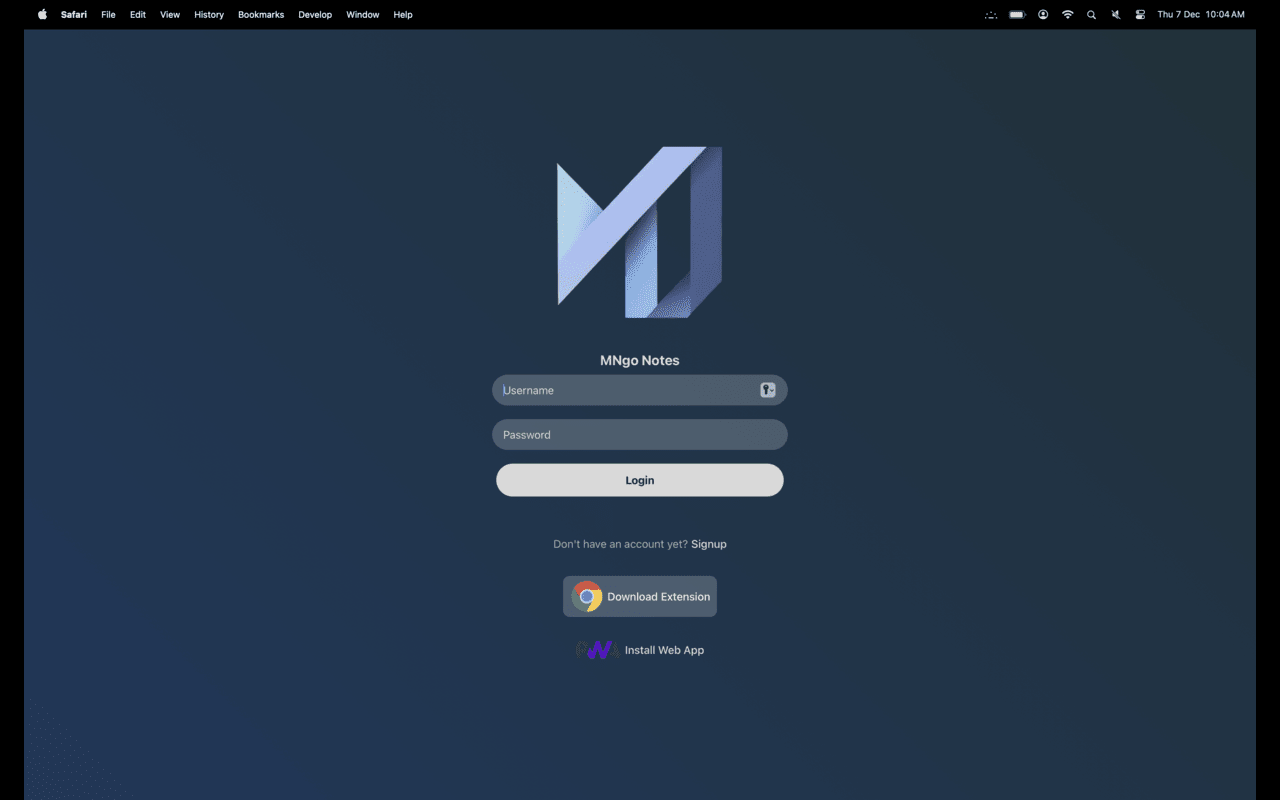 Safari File Edit View History Bookmarks Develop Window Help Thu 7 Dec 10:04 AM
MNgo Notes
Username
Password
Login
Don't have an account yet? Signup
Download Extension
PWA Install Web App